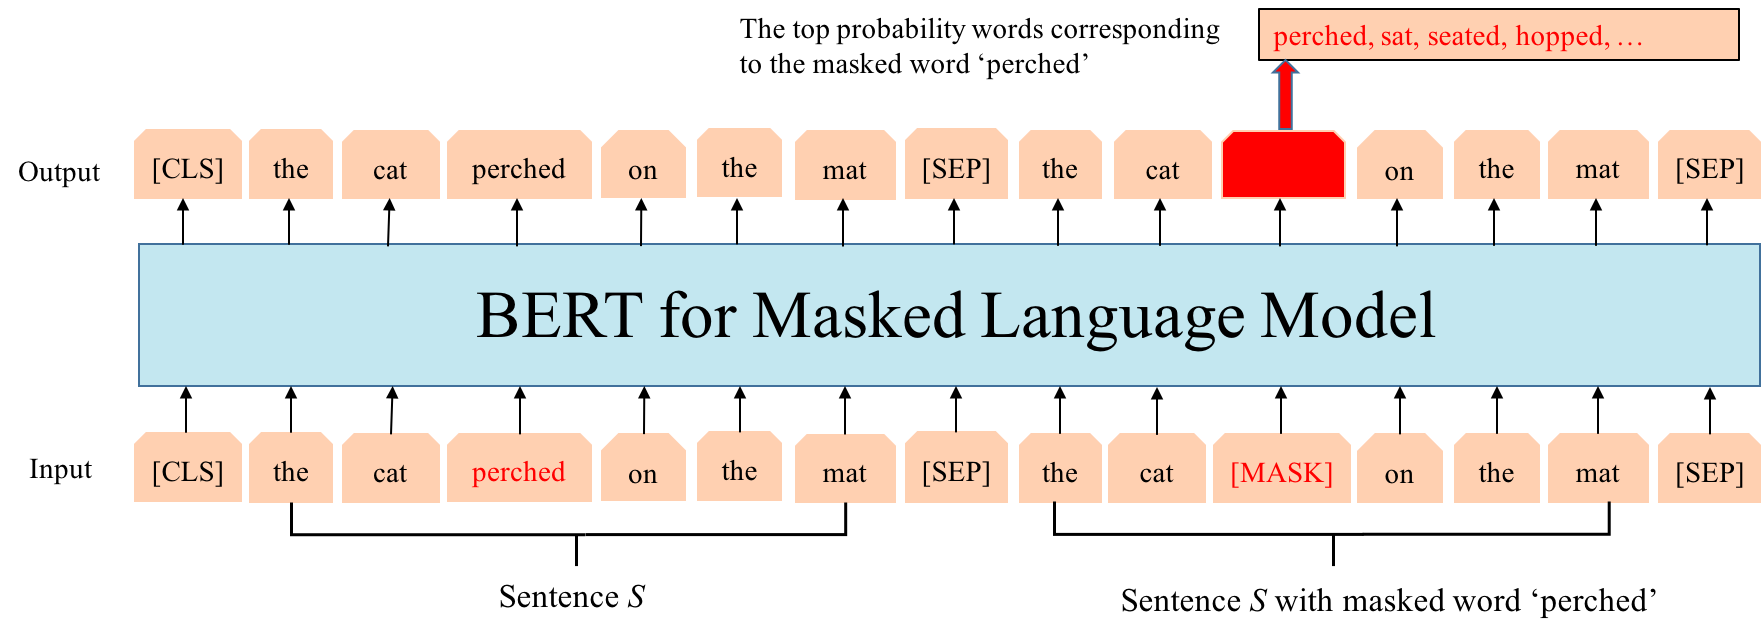 The top probability words corresponding
to the masked word ‘perched’
perched, sat, seated, hopped, …
Output
[CLS] the cat perched on the mat [SEP] the cat on the mat [SEP]
BERT for Masked Language Model
Input
[CLS] the cat perched on the mat [SEP] the cat [MASK] on the mat [SEP]
Sentence S
Sentence S with masked word ‘perched’